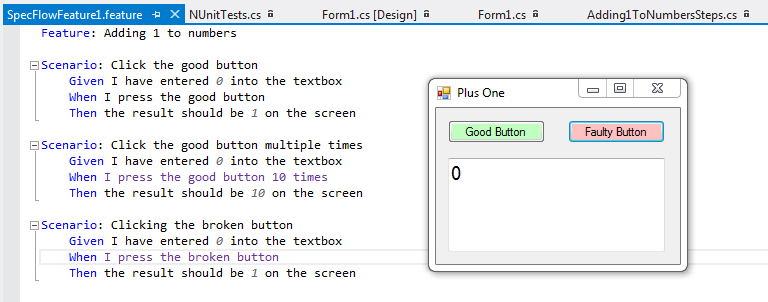 SpecFlowFeature1.feature NUnitTests.cs Form1.cs [Design] Form1.cs Adding1ToNumbersSteps.cs
Feature: Adding 1 to numbers
Scenario: Click the good button
Given I have entered 0 into the textbox
When I press the good button
Then the result should be 1 on the screen
Scenario: Click the good button multiple times
Given I have entered 0 into the textbox
When I press the good button 10 times
Then the result should be 10 on the screen
Scenario: Clicking the broken button
Given I have entered 0 into the textbox
When I press the broken button
Then the result should be 1 on the screen
Plus One
Good Button Faulty Button
0